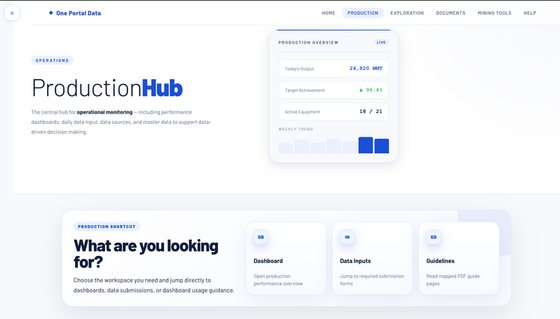 One Portal Data
HOME PRODUCTION EXPLORATION DOCUMENTS MINING TOOLS HELP
OPERATIONS
ProductionHub
The central hub for operational monitoring — including performance
dashboards, daily data input, data sources, and master data to support data-
driven decision making.
PRODUCTION OVERVIEW LIVE
Today's Output 24,820 WMT
Target Achievement ▲ 96.4%
Active Equipment 18 / 21
WEEKLY TREND
PRODUCTION SHORTCUT
What are you looking
for?
Choose the workspace you need and jump directly to
dashboards, data submissions, or dashboard usage guidance.
DB
Dashboard
Open production
performance overview
IN
Data Inputs
Jump to required submission
forms
GD
Guidelines
Read mapped PDF guide
pages